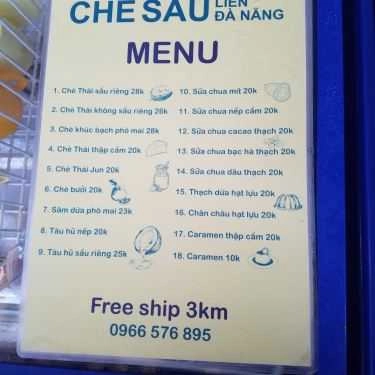 CHÈ SẦU LIÊN
ĐÀ NẴNG
MENU
1. Chè Thái sầu riêng 28k
2. Chè Thái không sầu riêng 26k
3. Chè khúc bạch phô mai 28k
4. Chè Thái thập cẩm 20k
5. Chè Thái Jun 20k
6. Chè bưởi 20k
7. Sâm dứa phô mai 23k
8. Tàu hủ nếp 20k
9. Tàu hủ sầu riêng 25k
10. Sữa chua mít 20k
11. Sữa chua nếp cẩm 20k
12. Sữa chua cacao thạch 20k
13. Sữa chua bạc hà thạch 20k
14. Sữa chua dâu thạch 20k
15. Thạch dừa hạt lựu 20k
16. Chân châu hạt lựu 20k
17. Caramen thập cẩm 20k
18. Caramen 10k
Free ship 3km
0966 576 895